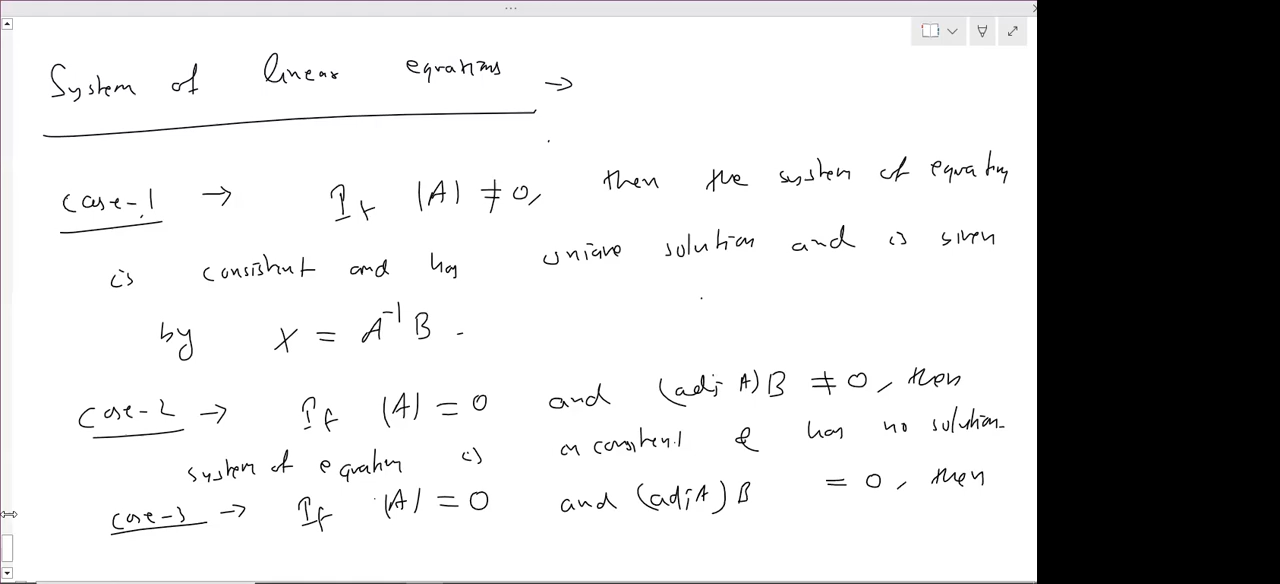 System of linear equations →
Case-1 → If |A| ≠ 0, then the system of equation
is consistent and has unique solution and is given
by X = A⁻¹B.
Case-2 → If |A| = 0 and (adj A)B ≠ 0, then
system of equation is inconsistent & has no solution.
Case-3 → If |A| = 0 and (adj A)B = 0, then